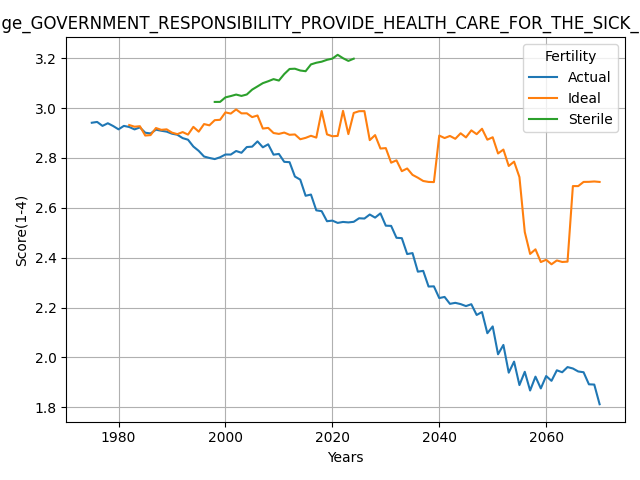 ge_GOVERNMENT_RESPONSIBILITY_PROVIDE_HEALTH_CARE_FOR_THE_SICK_
Fertility
Actual
Ideal
Sterile
Score(1-4)
3.2
3.0
2.8
2.6
2.4
2.2
2.0
1.8
1980
2000
2020
2040
2060
Years